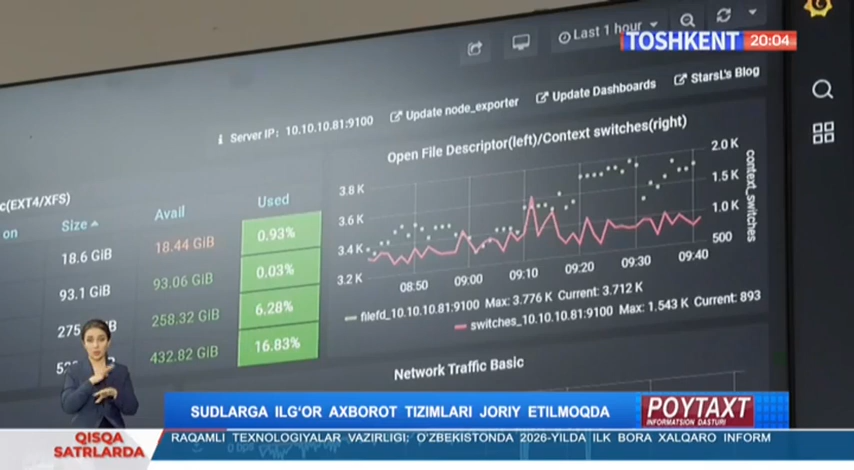 Last 1 hour
TOSHKENT 20:04
Server IP: 10.10.10.81:9100
Update node_exporter
Update Dashboards
StarsL's Blog
c(EXT4/XFS)
on Size Avail Used
18.6 GiB 18.44 GiB 0.93%
93.1 GiB 93.06 GiB 0.03%
258.32 GiB 6.28%
432.82 GiB 16.83%
Open File Descriptor(left)/Context switches(right)
3.8 K
3.6 K
3.4 K
3.2 K
2.0 K
1.5 K
1.0 K
500
context_switches
08:50 09:00 09:10 09:20 09:30 09:40
filefd_10.10.10.81:9100 Max: 3.776 K Current: 3.712 K
switches_10.10.10.81:9100 Max: 1.543 K Current: 893
Network Traffic Basic
SUDLARGA ILG‘OR AXBOROT TIZIMLARI JORIY ETILMOQDA
POYTAXT
INFORMATSION DASTURI
QISQA
SATRLARDA
RAQAMLI TEXNOLOGIYALAR VAZIRLIGI; O‘ZBEKISTONDA 2026-YILDA ILK BORA XALQARO INFORM